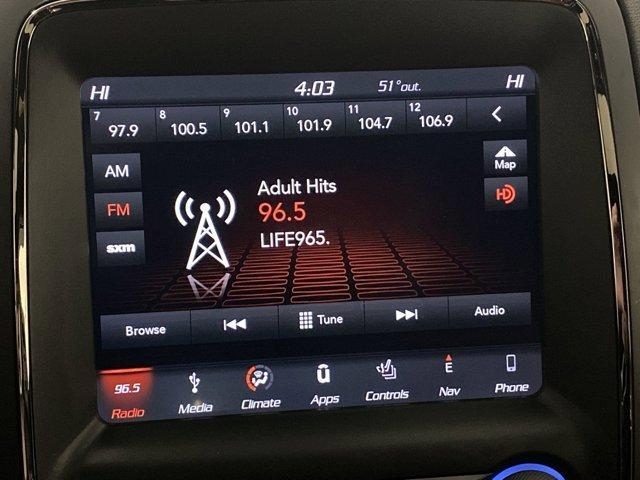 HI 4:03 51°out. HI
7 8 9 10 11 12
97.9 100.5 101.1 101.9 104.7 106.9
AM
Map
Adult Hits
FM
96.5
HD
LIFE965.
sxm
Browse Tune Audio
96.5 E
Radio Media Climate Apps Controls Nav Phone